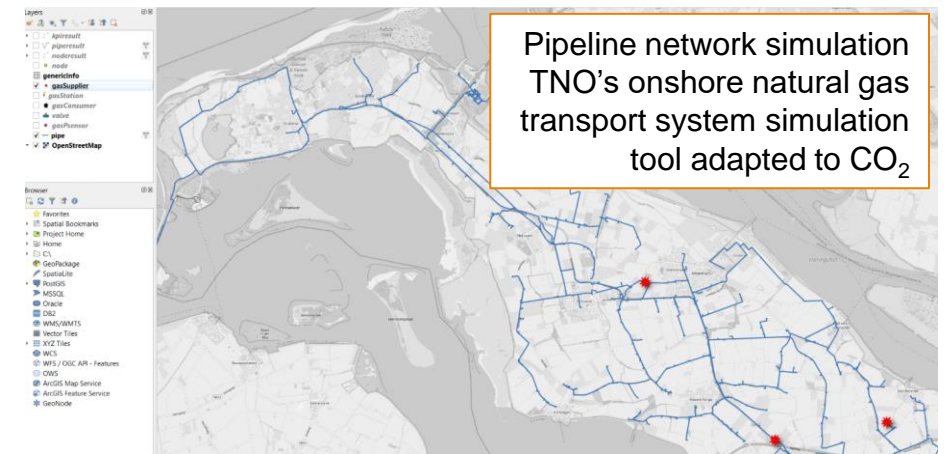 Layers
kpiresult
piperesult
noderesult
node
genericInfo
gasSupplier
gasStation
gasConsumer
valve
gasPsensor
pipe
OpenStreetMap
Browser
Favorites
Spatial Bookmarks
Project Home
Home
C:\
GeoPackage
SpatiaLite
PostGIS
MSSQL
Oracle
DB2
WMS/WMTS
Vector Tiles
XYZ Tiles
WCS
WFS / OGC API - Features
OWS
ArcGIS Map Service
ArcGIS Feature Service
GeoNode
Pipeline network simulation
TNO's onshore natural gas
transport system simulation
tool adapted to CO₂